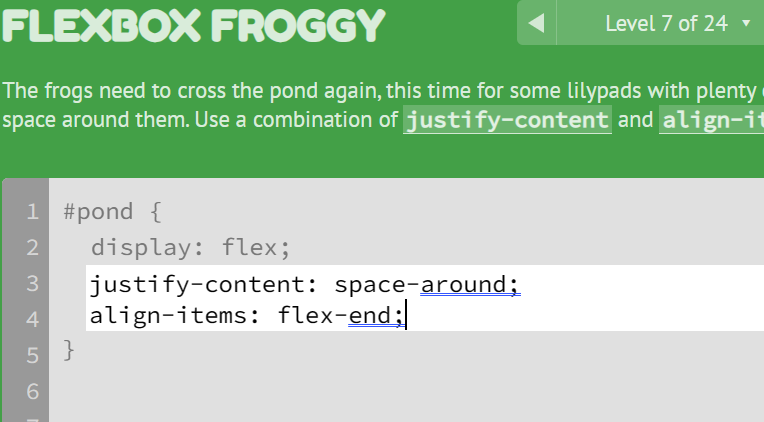 FLEXBOX FROGGY
Level 7 of 24
The frogs need to cross the pond again, this time for some lilypads with plenty
space around them. Use a combination of justify-content and align-it
1 #pond {
2 display: flex;
3 justify-content: space-around;
4 align-items: flex-end;
5 }
6